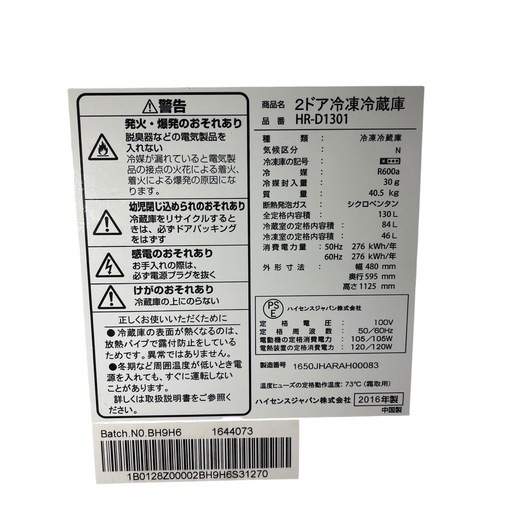 警告
発火・爆発のおそれあり
脱臭器などの電気製品を
入れない
冷媒が漏れていると電気製
品の接点の火花による着火、
着火による爆発の原因にな
ります。
幼児閉じ込められのおそれあり
冷蔵庫をリサイクルするとき
は、必ずドアパッキング
をはずす
感電のおそれあり
お手入れの際は、
必ず電源プラグを抜く
けがのおそれあり
冷蔵庫の上にのらない
正しくお使いいただくために
●冷蔵庫の表面が熱くなるのは、
放熱パイプで露付防止をしている
ためです。異常ではありません。
●冬期など周囲温度が低いとき電
源を入れても、すぐに運転しない
ことがあります。
詳しくは取扱説明書をご参照く
ださい。
商品名 2ドア冷凍冷蔵庫
品番 HR-D1301
種類：冷凍冷蔵庫
気候区分：N
冷凍庫の記号：
冷媒：R600a
冷媒封入量：30 g
質量：40.5 kg
断熱発泡ガス：シクロペンタン
全定格内容積：130 L
冷蔵室の定格内容積：84 L
冷凍室の定格内容積：46 L
消費電力量：50Hz 276 kWh/年
60Hz 276 kWh/年
外形寸法：幅 480 mm
奥行 595 mm
高さ 1125 mm
PS
E
ハイセンスジャパン株式会社
定格電圧：100V
定格周波数：50/60Hz
電動機の定格消費電力：105/105W
電熱装置の定格消費電力：120/120W
製造番号 1650JHARAH00083
温度ヒューズの定格動作温度：73℃（霜取用）
ハイセンスジャパン株式会社 2016年製
中国製
Batch.N0.BH9H6 1644073
1B0128Z00002BH9H6S31270